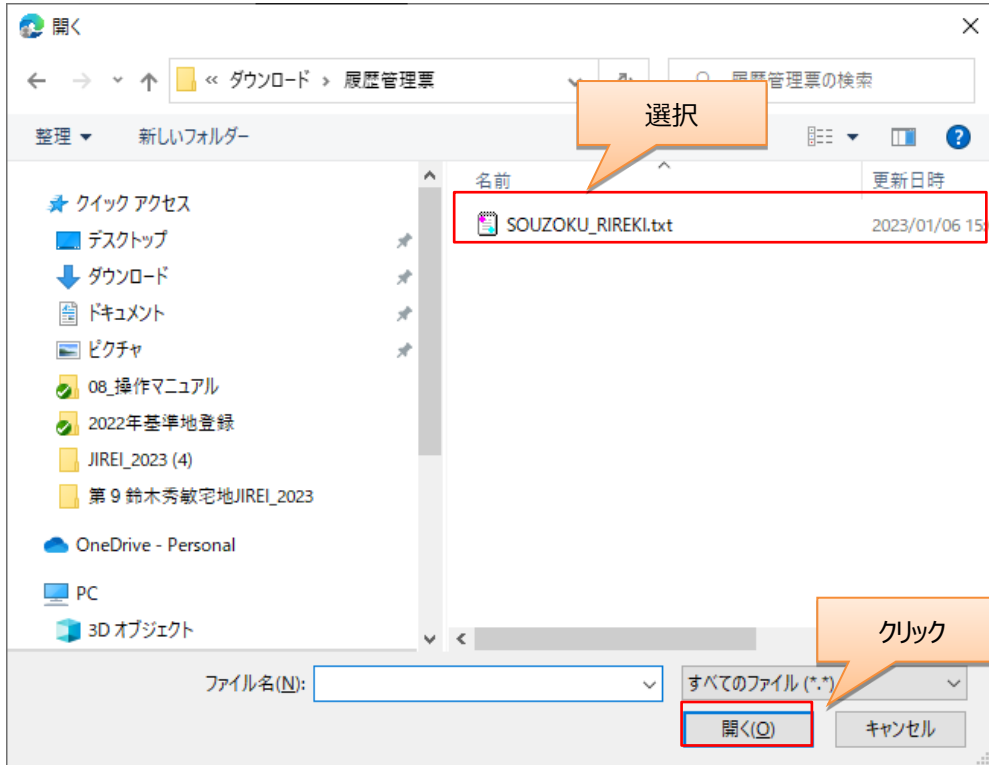 開く
« ダウンロード › 履歴管理票
履歴管理票の検索
選択
整理
新しいフォルダー
名前
更新日時
SOUZOKU_RIREKI.txt
2023/01/06 15:
クイック アクセス
デスクトップ
ダウンロード
ドキュメント
ピクチャ
08_操作マニュアル
2022年基準地登録
JIREI_2023 (4)
第９鈴木秀敏宅地JIREI_2023
OneDrive - Personal
PC
3D オブジェクト
クリック
ファイル名(N):
すべてのファイル (*.*)
開く(O)
キャンセル